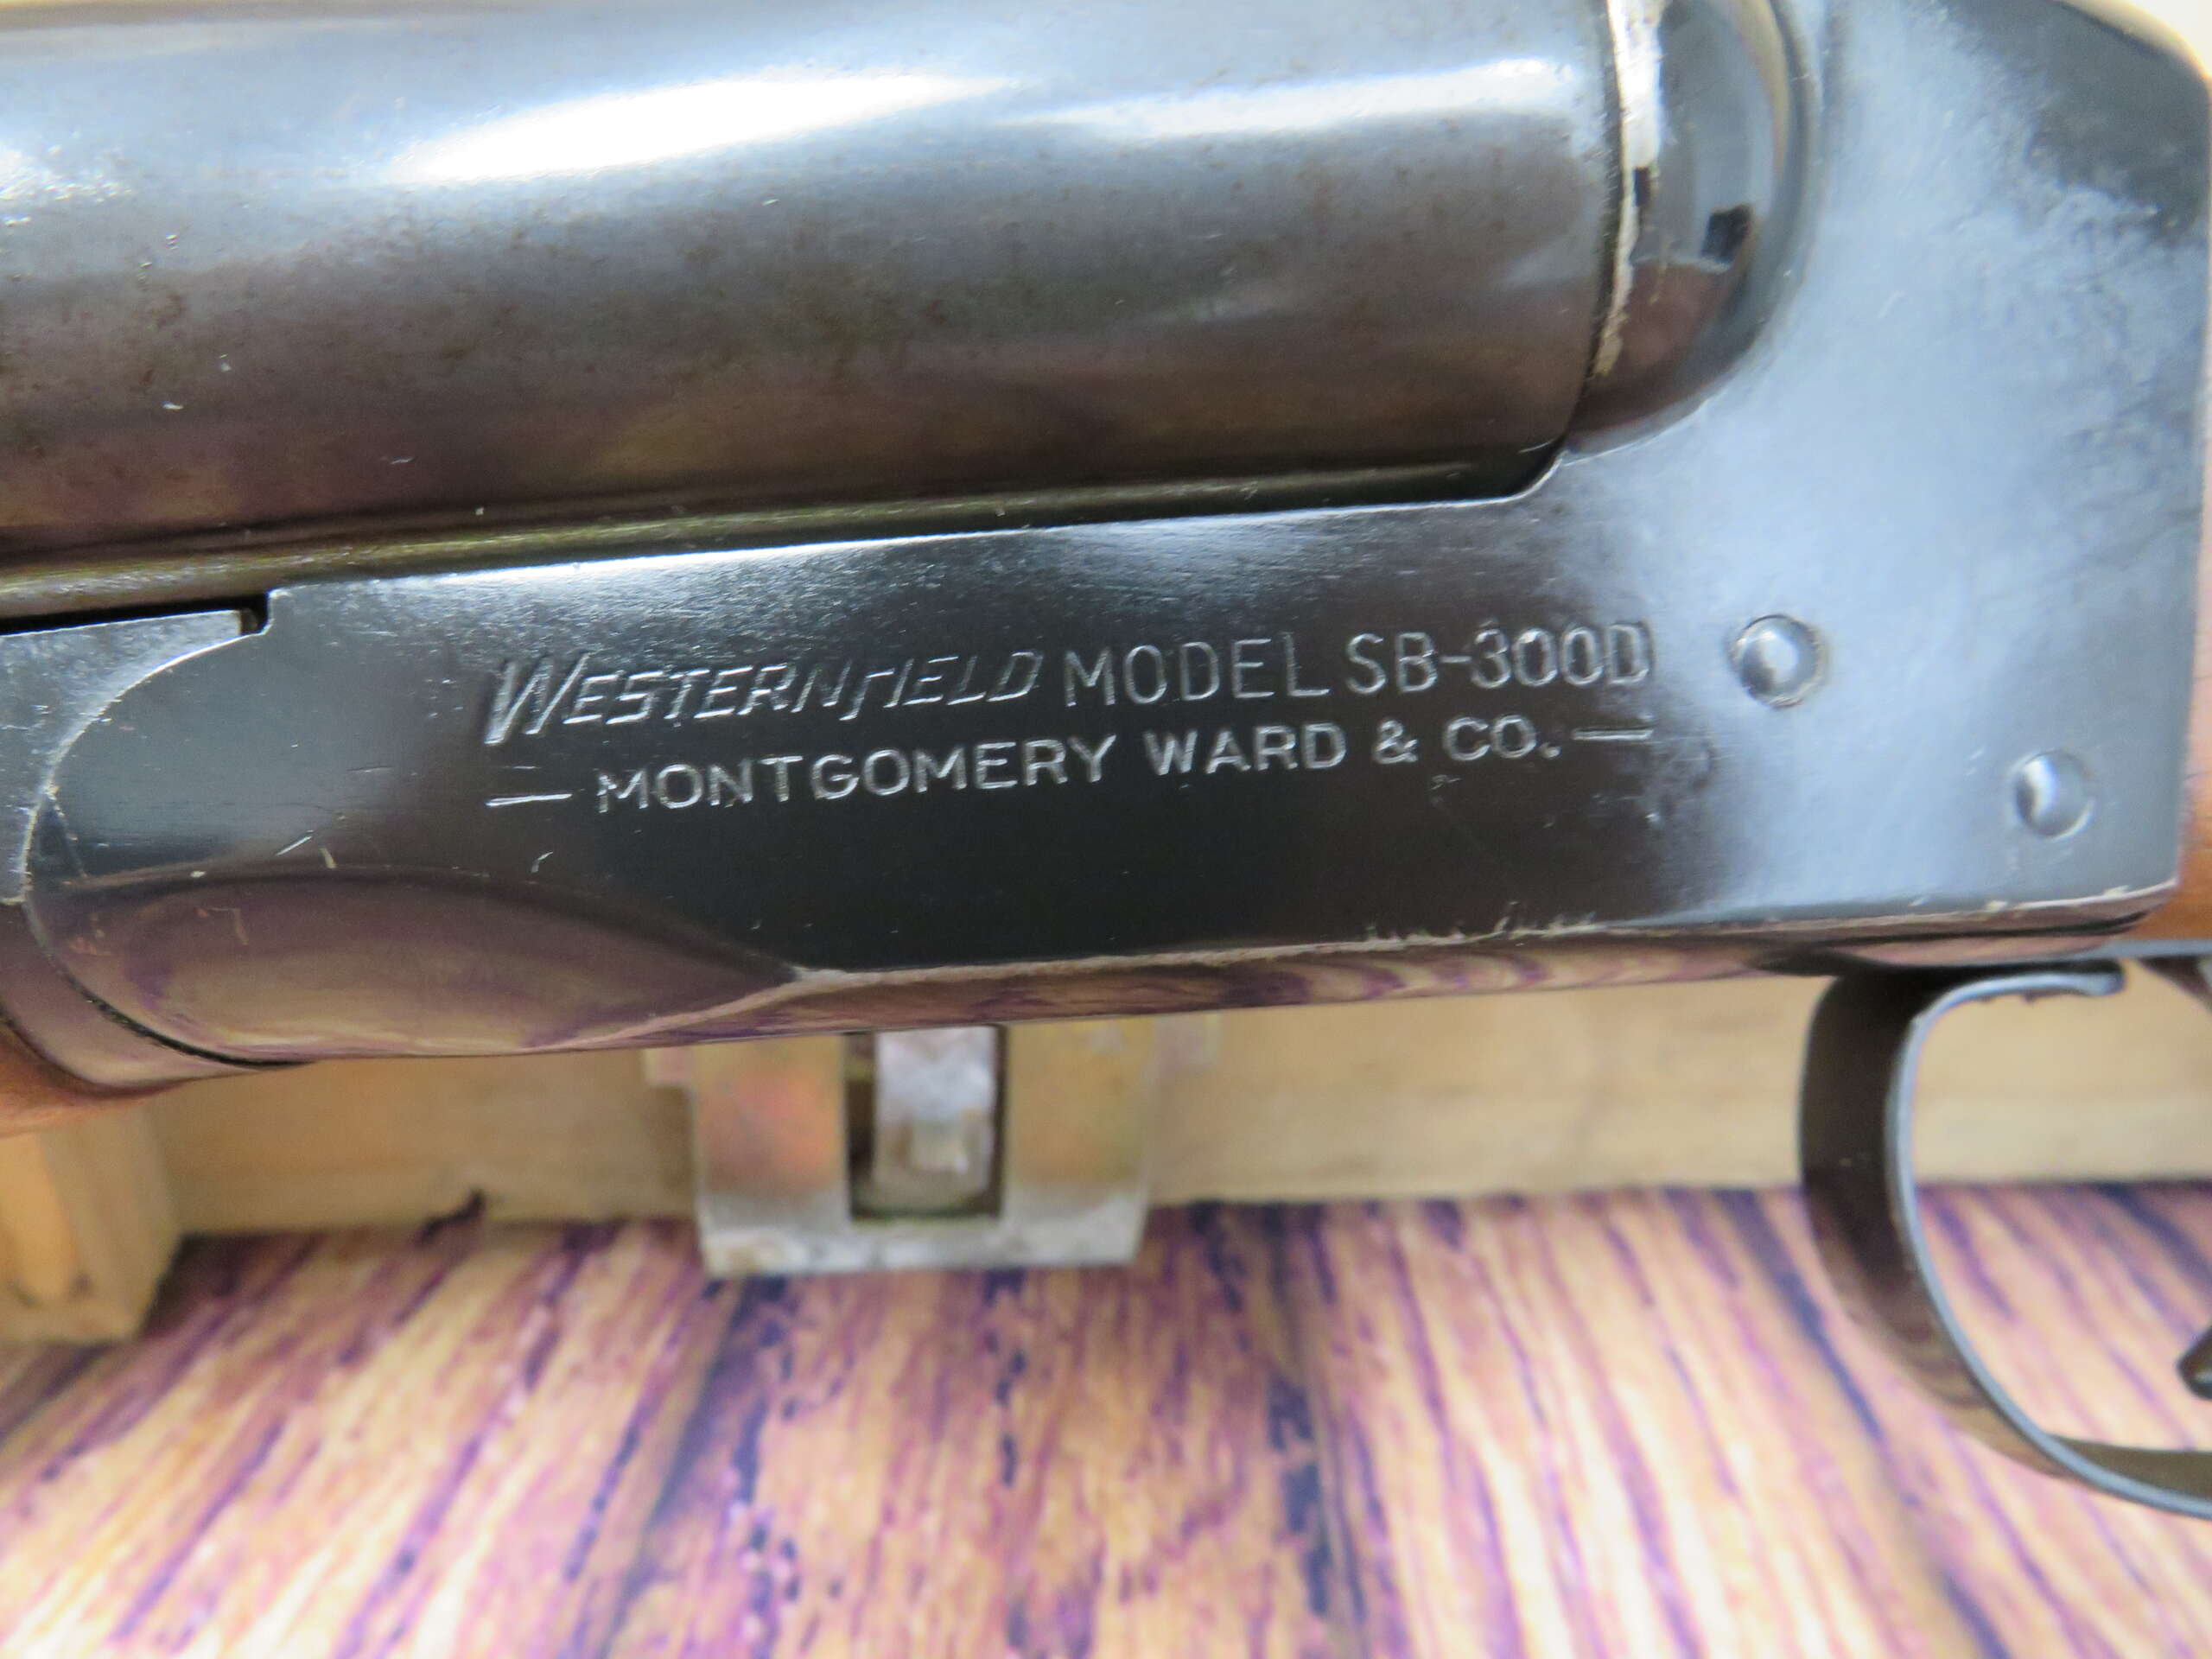 WESTERNFIELD MODEL SB-300D
— MONTGOMERY WARD & CO. —